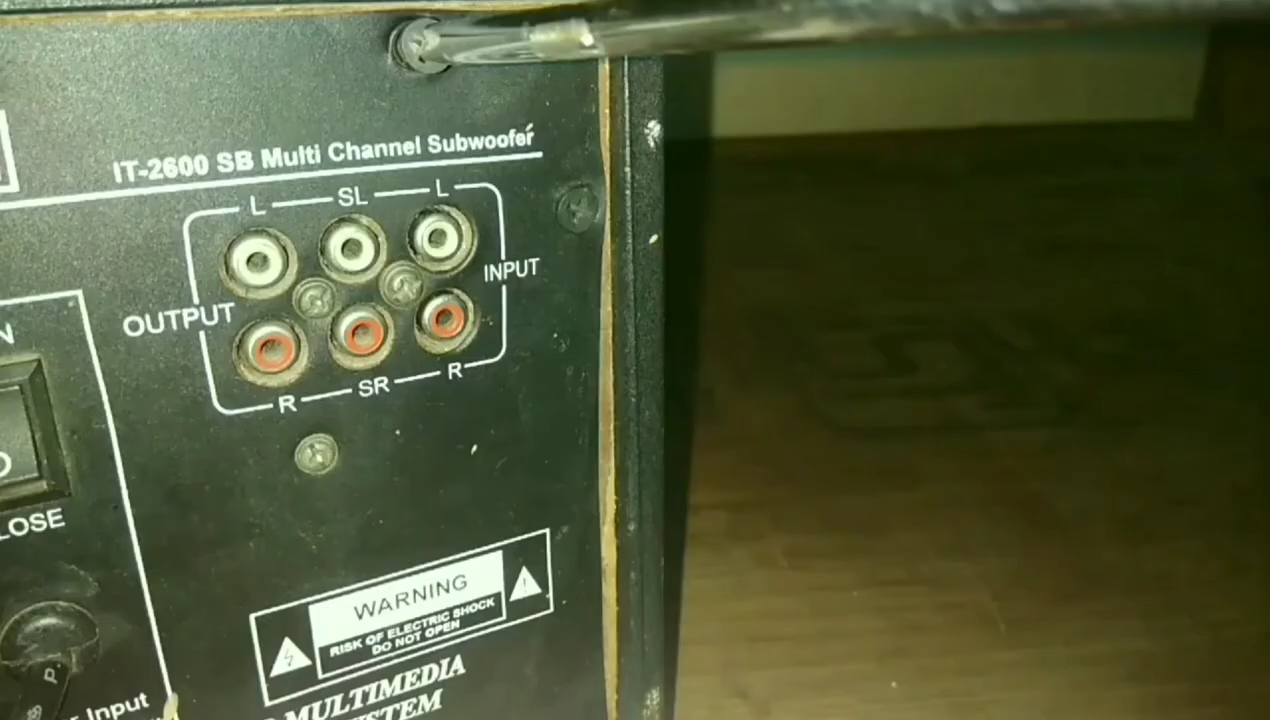 IT-2600 SB Multi Channel Subwoofer
L SL L
OUTPUT
INPUT
R SR R
N
LOSE
WARNING
RISK OF ELECTRIC SHOCK
DO NOT OPEN
Input
MULTIMEDIA
STEM